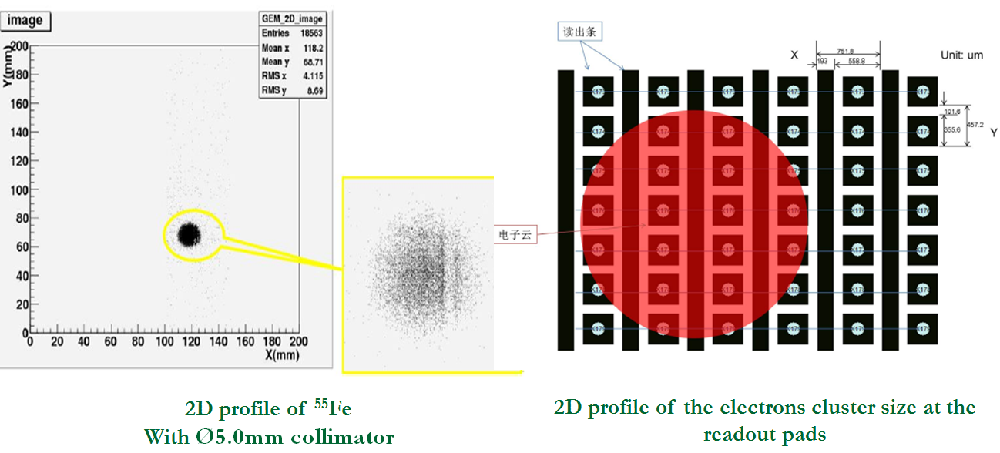 image
GEM_2D_image
Entries 18563
Mean x 118.2
Mean y 68.71
RMS x 4.115
RMS y 8.69
Y(mm)
200
180
160
140
120
100
80
60
40
20
0
0 20 40 60 80 100 120 140 160 180 200
X(mm)
读出条
电子云
X
751.8
193
558.8
Unit: um
101.6
355.6
457.2
Y
2D profile of ⁵⁵Fe
With Ø5.0mm collimator
2D profile of the electrons cluster size at the
readout pads